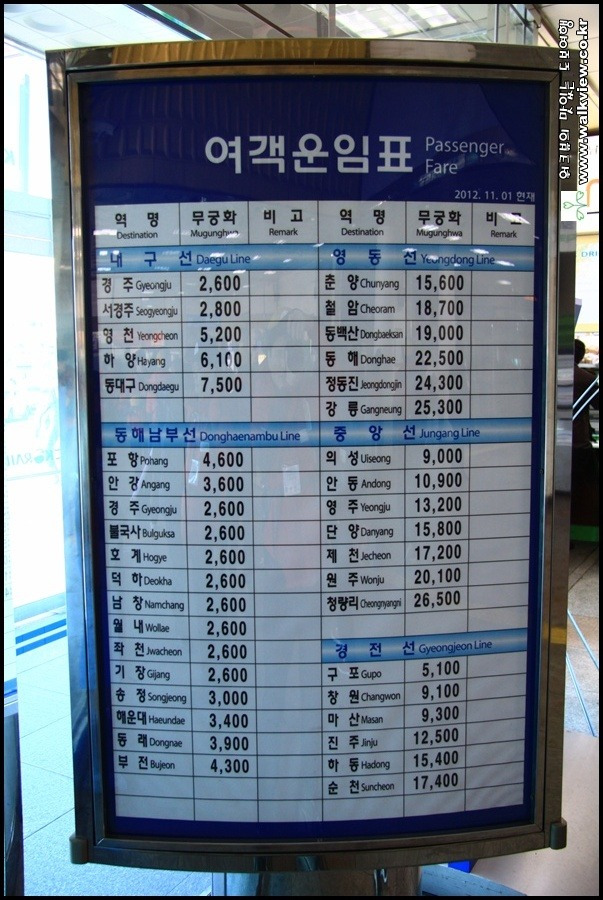 여객운임표 Passenger Fare
2012. 11. 01 현재
역 명 무궁화 비 고 역 명 무궁화 비 고
Destination Mugunghwa Remark Destination Mugunghwa Remark
대 구 선 Daegu Line
경 주 Gyeongju 2,600
서경주 Seogyeongju 2,800
영 천 Yeongcheon 5,200
하 양 Hayang 6,100
동대구 Dongdaegu 7,500
동해남부선 Donghaenambu Line
포 항 Pohang 4,600
안 강 Angang 3,600
경 주 Gyeongju 2,600
불국사 Bulguksa 2,600
호 계 Hogye 2,600
덕 하 Deokha 2,600
남 창 Namchang 2,600
월 내 Wollae 2,600
좌 천 Jwacheon 2,600
기 장 Gijang 2,600
송 정 Songjeong 3,000
해운대 Haeundae 3,400
동 래 Dongnae 3,900
부 전 Bujeon 4,300
영 동 선 Yeongdong Line
춘 양 Chunyang 15,600
철 암 Cheoram 18,700
동백산 Dongbaeksan 19,000
동 해 Donghae 22,500
정동진 Jeongdongjin 24,300
강 릉 Gangneung 25,300
중 앙 선 Jungang Line
의 성 Uiseong 9,000
안 동 Andong 10,900
영 주 Yeongju 13,200
단 양 Danyang 15,800
제 천 Jecheon 17,200
원 주 Wonju 20,100
청량리 Cheongnyangni 26,500
경 전 선 Gyeongjeon Line
구 포 Gupo 5,100
창 원 Changwon 9,100
마 산 Masan 9,300
진 주 Jinju 12,500
하 동 Hadong 15,400
순 천 Suncheon 17,400
www.walkview.co.kr